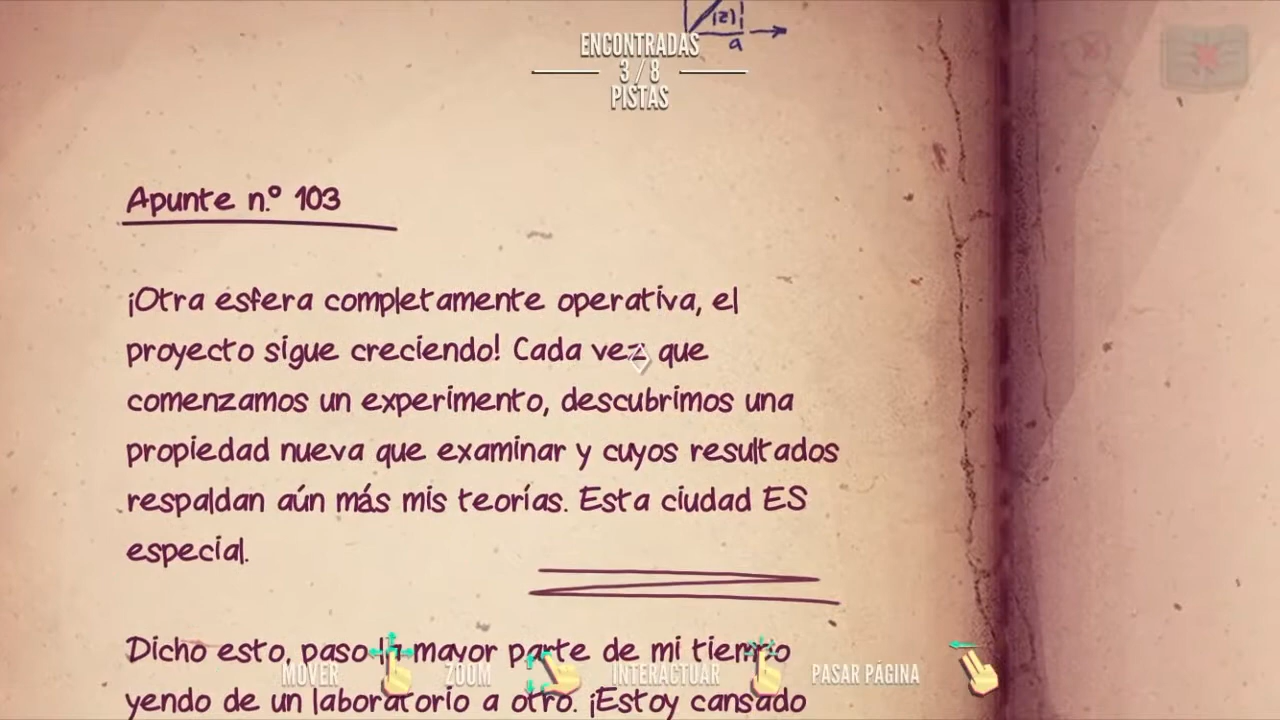 |z)|
a
ENCONTRADAS
3 / 8
PISTAS
Apunte n.º 103
¡Otra esfera completamente operativa, el
proyecto sigue creciendo! Cada vez que
comenzamos un experimento, descubrimos una
propiedad nueva que examinar y cuyos resultados
respaldan aún más mis teorías. Esta ciudad ES
especial.
Dicho esto, paso la mayor parte de mi tiempo
MOVER ZOOM INTERACTUAR PASAR PÁGINA
yendo de un laboratorio a otro. ¡Estoy cansado